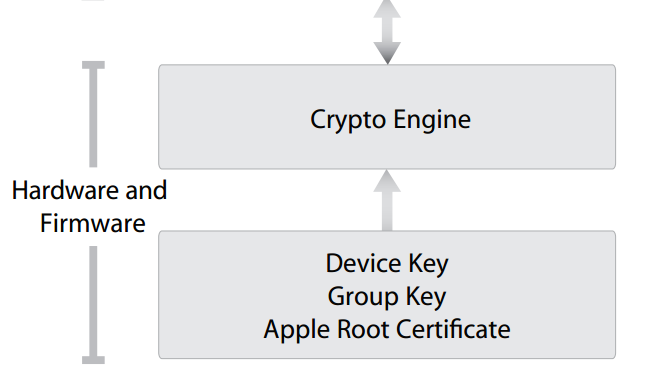 Crypto Engine
Hardware and
Firmware
Device Key
Group Key
Apple Root Certificate